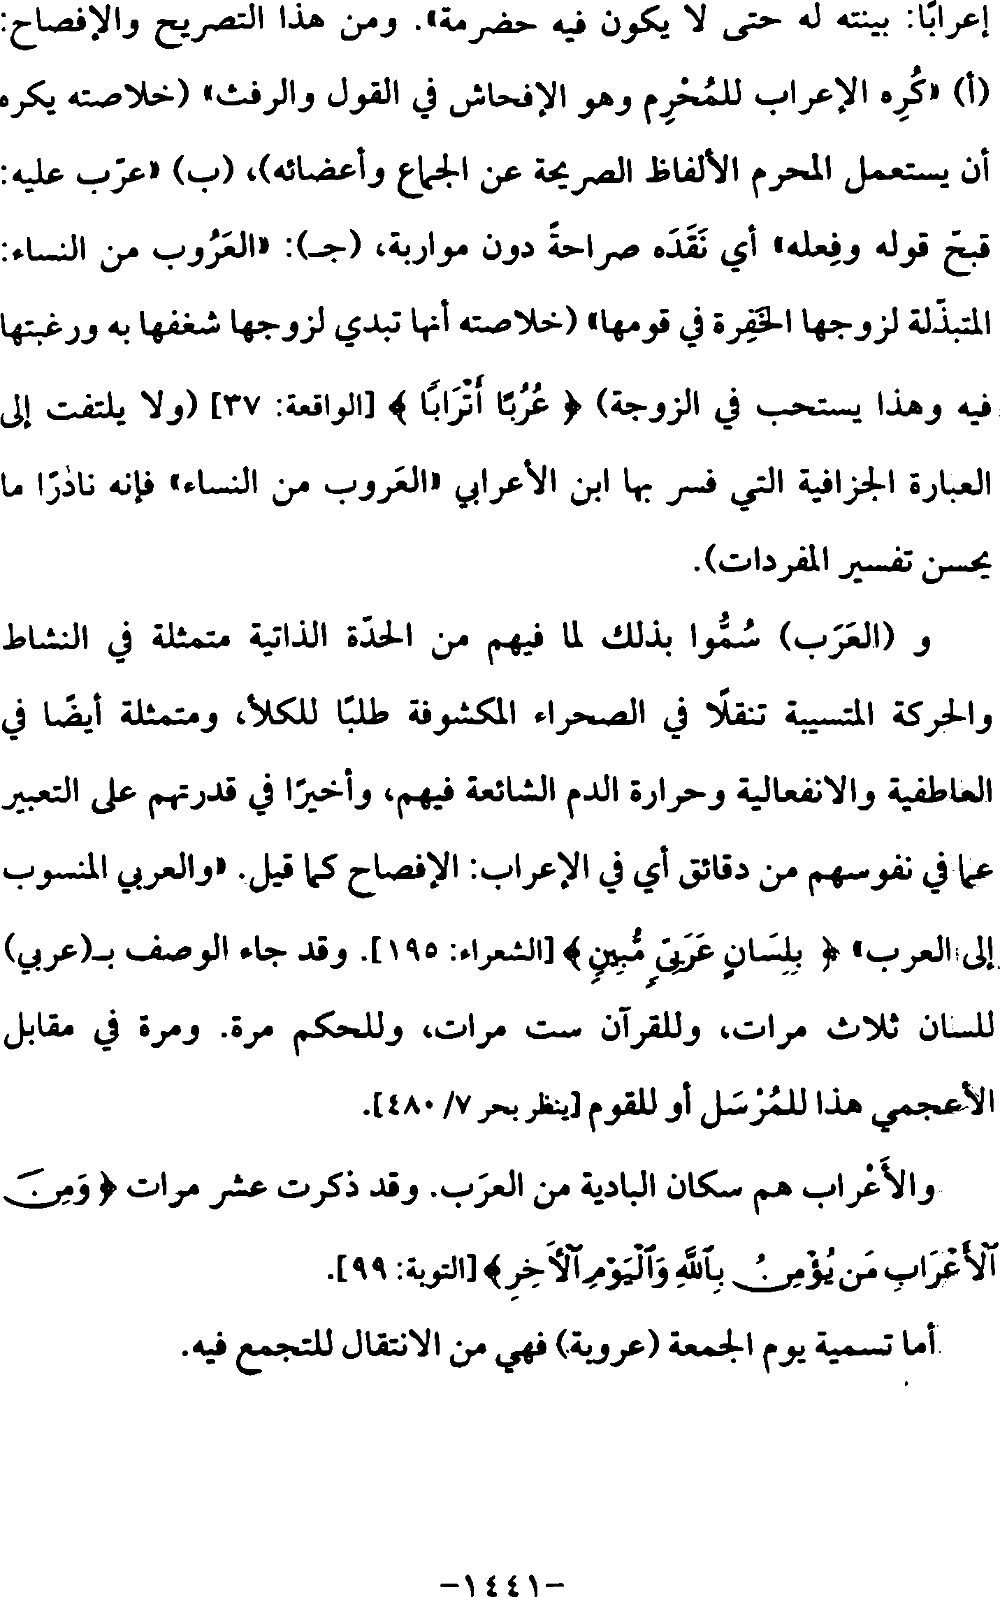 إعرابًا: بينته له حتى لا يكون فيه حضرمة». ومن هذا التصريح والإفصاح:
(أ) «كُرِه الإعراب للمُحْرِم وهو الإفحاش في القول والرفث» (خلاصته يكره
أن يستعمل المحرم الألفاظ الصريحة عن الجماع وأعضائه)، (ب) «عرّب عليه:
قبحّ قوله وفِعله» أي نَقَدَه صراحةً دون مواربة، (جـ): «العَرُوب من النساء:
المتبذّلة لزوجها الخَفِرة في قومها» (خلاصته أنها تبدي لزوجها شغفها به ورغبتها
فيه وهذا يستحب في الزوجة) ﴿ عُرُبًا أَتْرَابًا ﴾ [الواقعة: ٣٧] (ولا يلتفت إلى
العبارة الجزافية التي فسر بها ابن الأعرابي «العَروب من النساء» فإنه نادرًا ما
يحسن تفسير المفردات).
و (العَرَب) سُمُّوا بذلك لما فيهم من الحدّة الذاتية متمثلة في النشاط
والحركة المتسيبة تنقلًا في الصحراء المكشوفة طلبًا للكلأ، ومتمثلة أيضًا في
العاطفية والانفعالية وحرارة الدم الشائعة فيهم، وأخيرًا في قدرتهم على التعبير
عما في نفوسهم من دقائق أي في الإعراب: الإفصاح كما قيل. «والعربي المنسوب
إلى العرب» ﴿ بِلِسَانٍ عَرَبِيٍّ مُّبِينٍ ﴾ [الشعراء: ١٩٥]. وقد جاء الوصف بـ(عربي)
للسان ثلاث مرات، وللقرآن ست مرات، وللحكم مرة. ومرة في مقابل
الأعجمي هذا للمُرْسَل أو للقوم [ينظر بحر ٧/ ٤٨٠].
والأَعْراب هم سكان البادية من العرَب. وقد ذكرت عشر مرات ﴿ وَمِنَ
ٱلْأَعْرَابِ مَن يُؤْمِنُ بِٱللَّهِ وَٱلْيَوْمِ ٱلْآخِرِ ﴾ [التوبة: ٩٩].
أما تسمية يوم الجمعة (عروبة) فهي من الانتقال للتجمع فيه.
-١٤٤١-